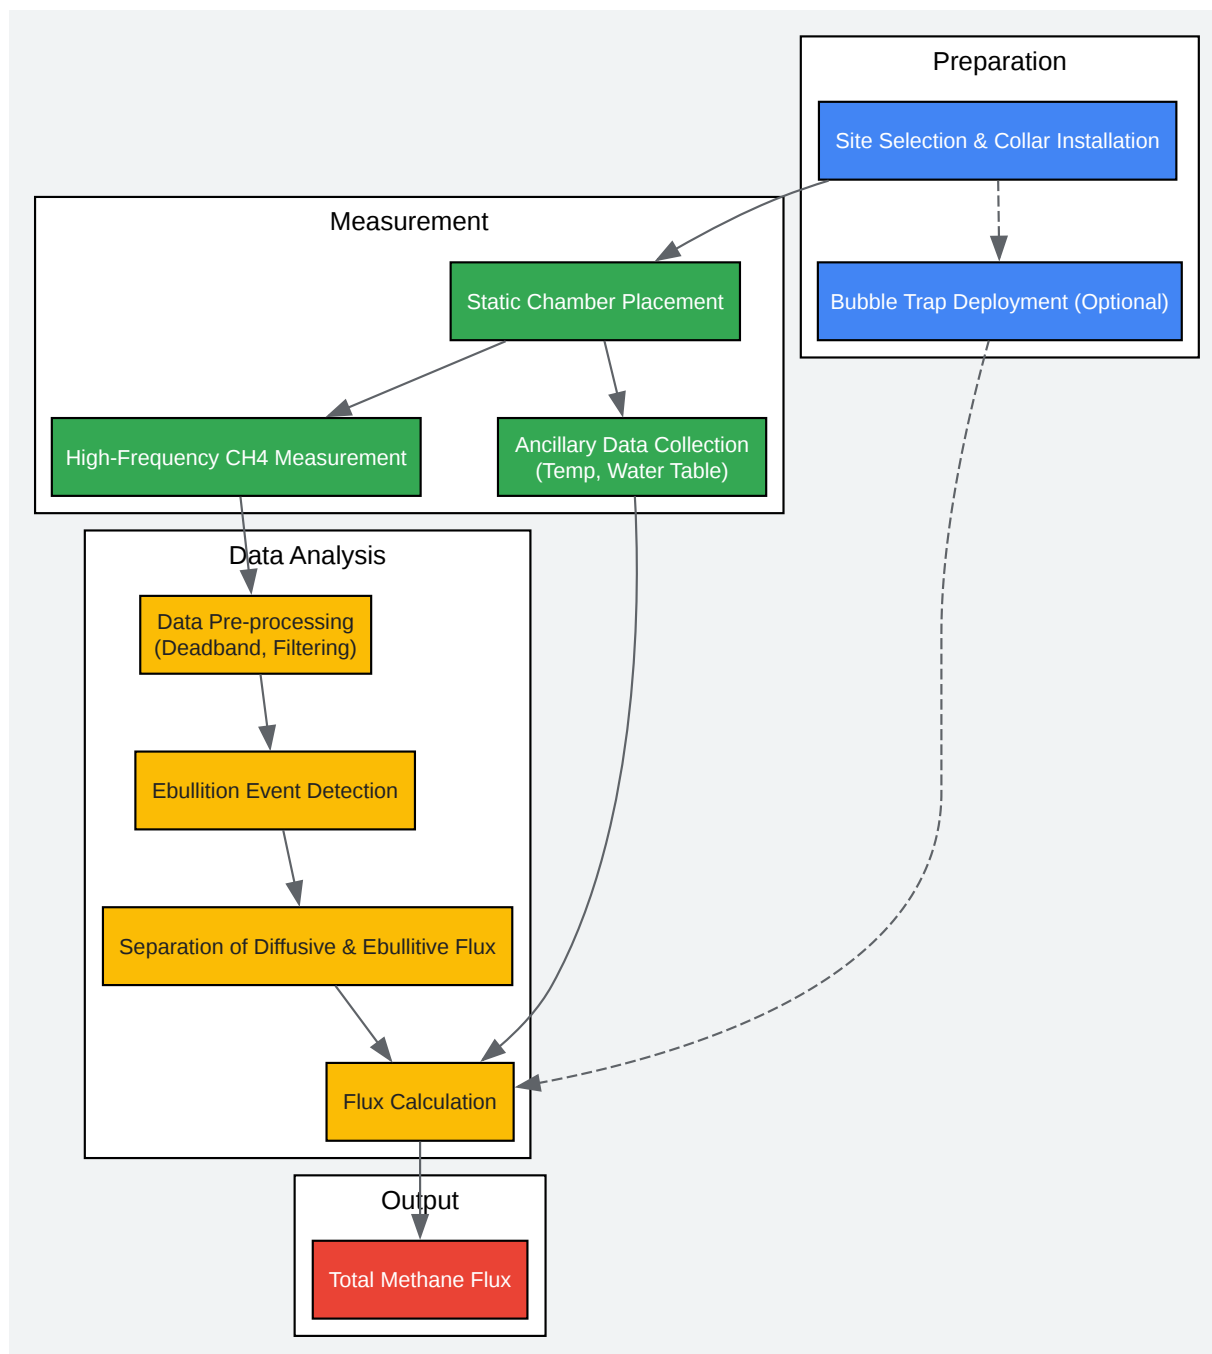 Preparation
Site Selection & Collar Installation
Bubble Trap Deployment (Optional)
Measurement
Static Chamber Placement
High-Frequency CH4 Measurement
Ancillary Data Collection
(Temp, Water Table)
Data Analysis
Data Pre-processing
(Deadband, Filtering)
Ebullition Event Detection
Separation of Diffusive & Ebullitive Flux
Flux Calculation
Output
Total Methane Flux